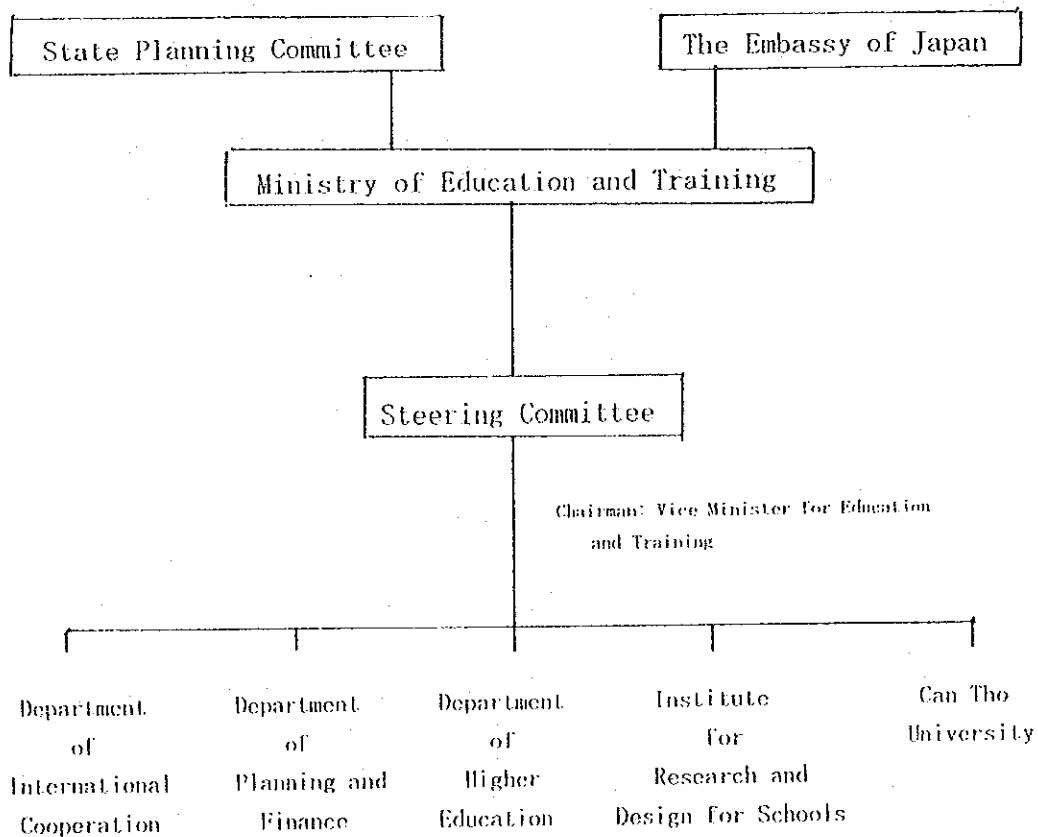 State Planning Committee
The Embassy of Japan
Ministry of Education and Training
Steering Committee
Chairman: Vice Minister for Education
and Training
Department
of
International
Cooperation
Department
of
Planning and
Finance
Department
of
Higher
Education
Institute
for
Research and
Design for Schools
Can Tho
University